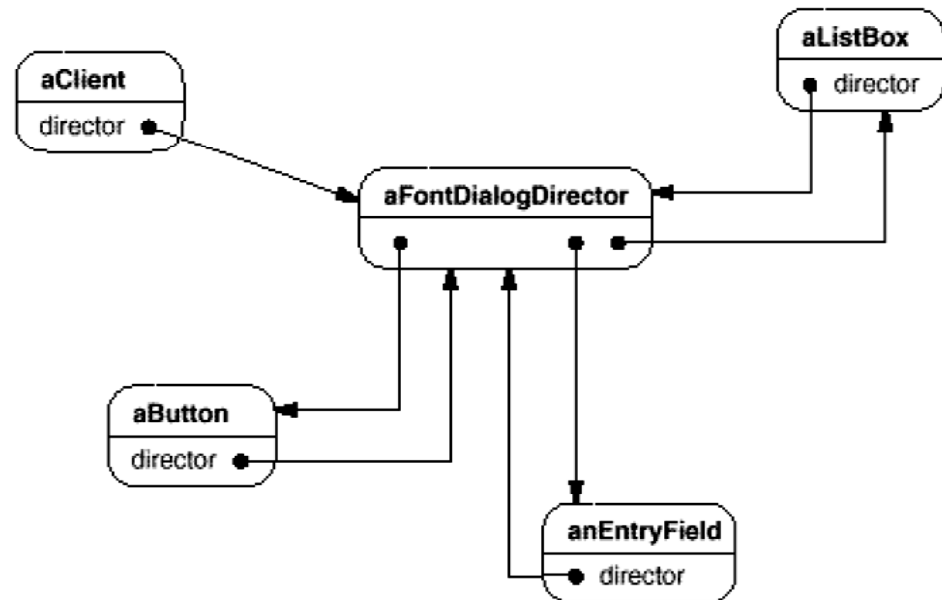 aClient
director
aListBox
director
aFontDialogDirector
aButton
director
anEntryField
director